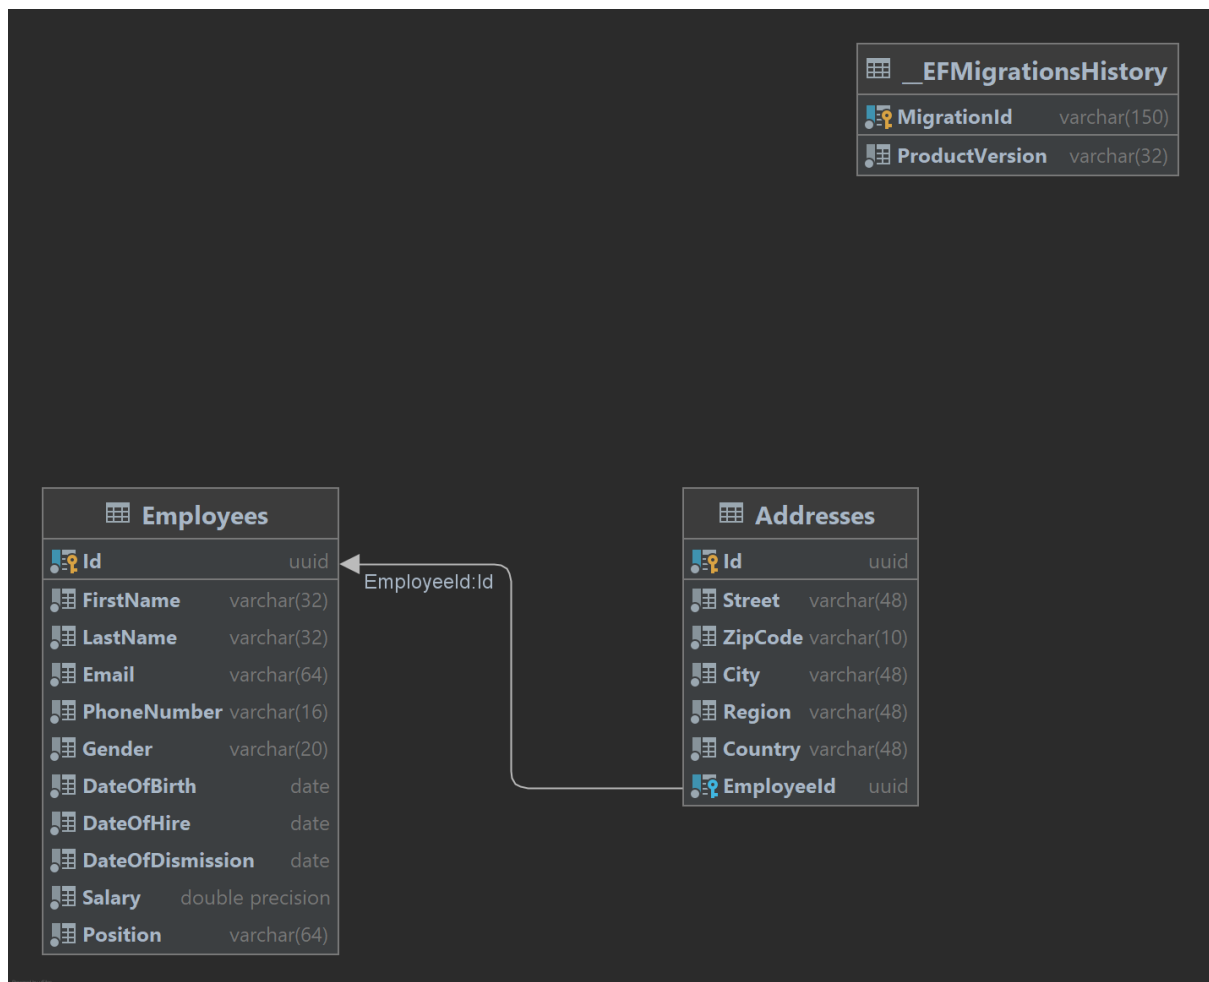 __EFMigrationsHistory
MigrationId varchar(150)
ProductVersion varchar(32)
Employees
Id uuid
FirstName varchar(32)
LastName varchar(32)
Email varchar(64)
PhoneNumber varchar(16)
Gender varchar(20)
DateOfBirth date
DateOfHire date
DateOfDismission date
Salary double precision
Position varchar(64)
EmployeeId:Id
Addresses
Id uuid
Street varchar(48)
ZipCode varchar(10)
City varchar(48)
Region varchar(48)
Country varchar(48)
EmployeeId uuid